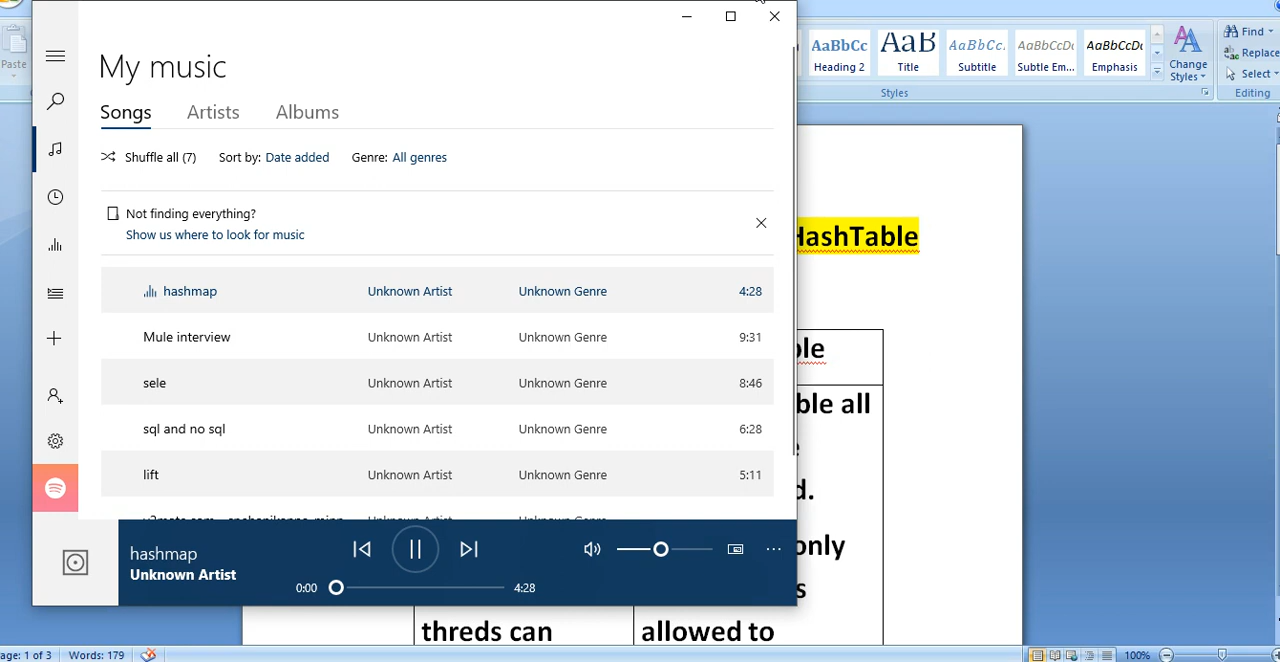 My music
Songs Artists Albums
Shuffle all (7) Sort by: Date added Genre: All genres
Not finding everything?
Show us where to look for music
hashmap Unknown Artist Unknown Genre 4:28
Mule interview Unknown Artist Unknown Genre 9:31
sele Unknown Artist Unknown Genre 8:46
sql and no sql Unknown Artist Unknown Genre 6:28
lift Unknown Artist Unknown Genre 5:11
hashmap
Unknown Artist
0:00 4:28
Paste
AaBbCc AaB AaBbCc. AaBbCcDc AaBbCcDc
Heading 2 Title Subtitle Subtle Em... Emphasis
Change
Styles
Styles
Find
Replace
Select
Editing
HashTable
ble
ble all
e
d.
only
s
threds can allowed to
age: 1 of 3 Words: 179 100%